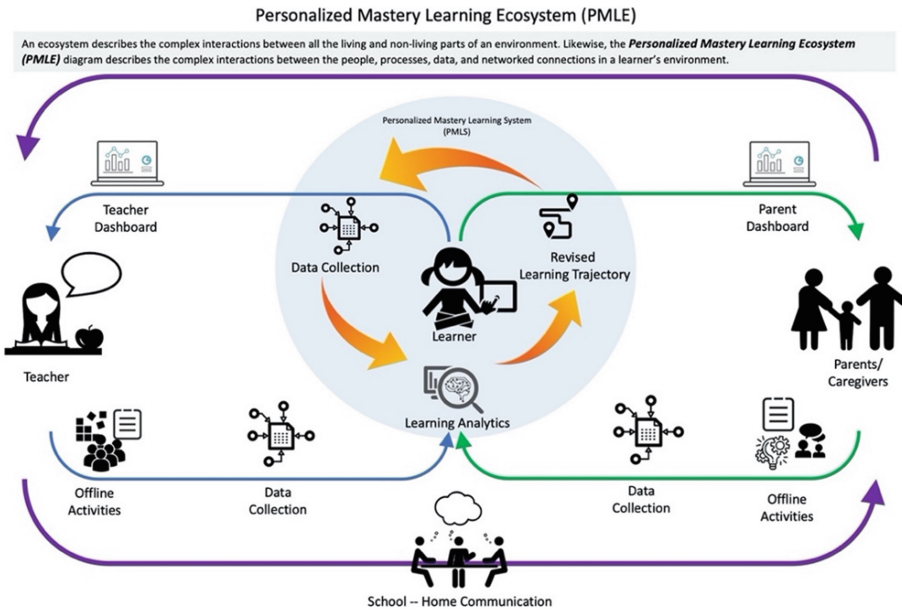 Personalized Mastery Learning Ecosystem (PMLE)
An ecosystem describes the complex interactions between all the living and non-living parts of an environment. Likewise, the Personalized Mastery Learning Ecosystem
(PMLE) diagram describes the complex interactions between the people, processes, data, and networked connections in a learner's environment.
Personalized Mastery Learning System
(PMLS)
Teacher
Dashboard
Parent
Dashboard
Data Collection
Revised
Learning Trajectory
Learner
Teacher
Parents/
Caregivers
Learning Analytics
Offline
Activities
Data
Collection
Data
Collection
Offline
Activities
School -- Home Communication